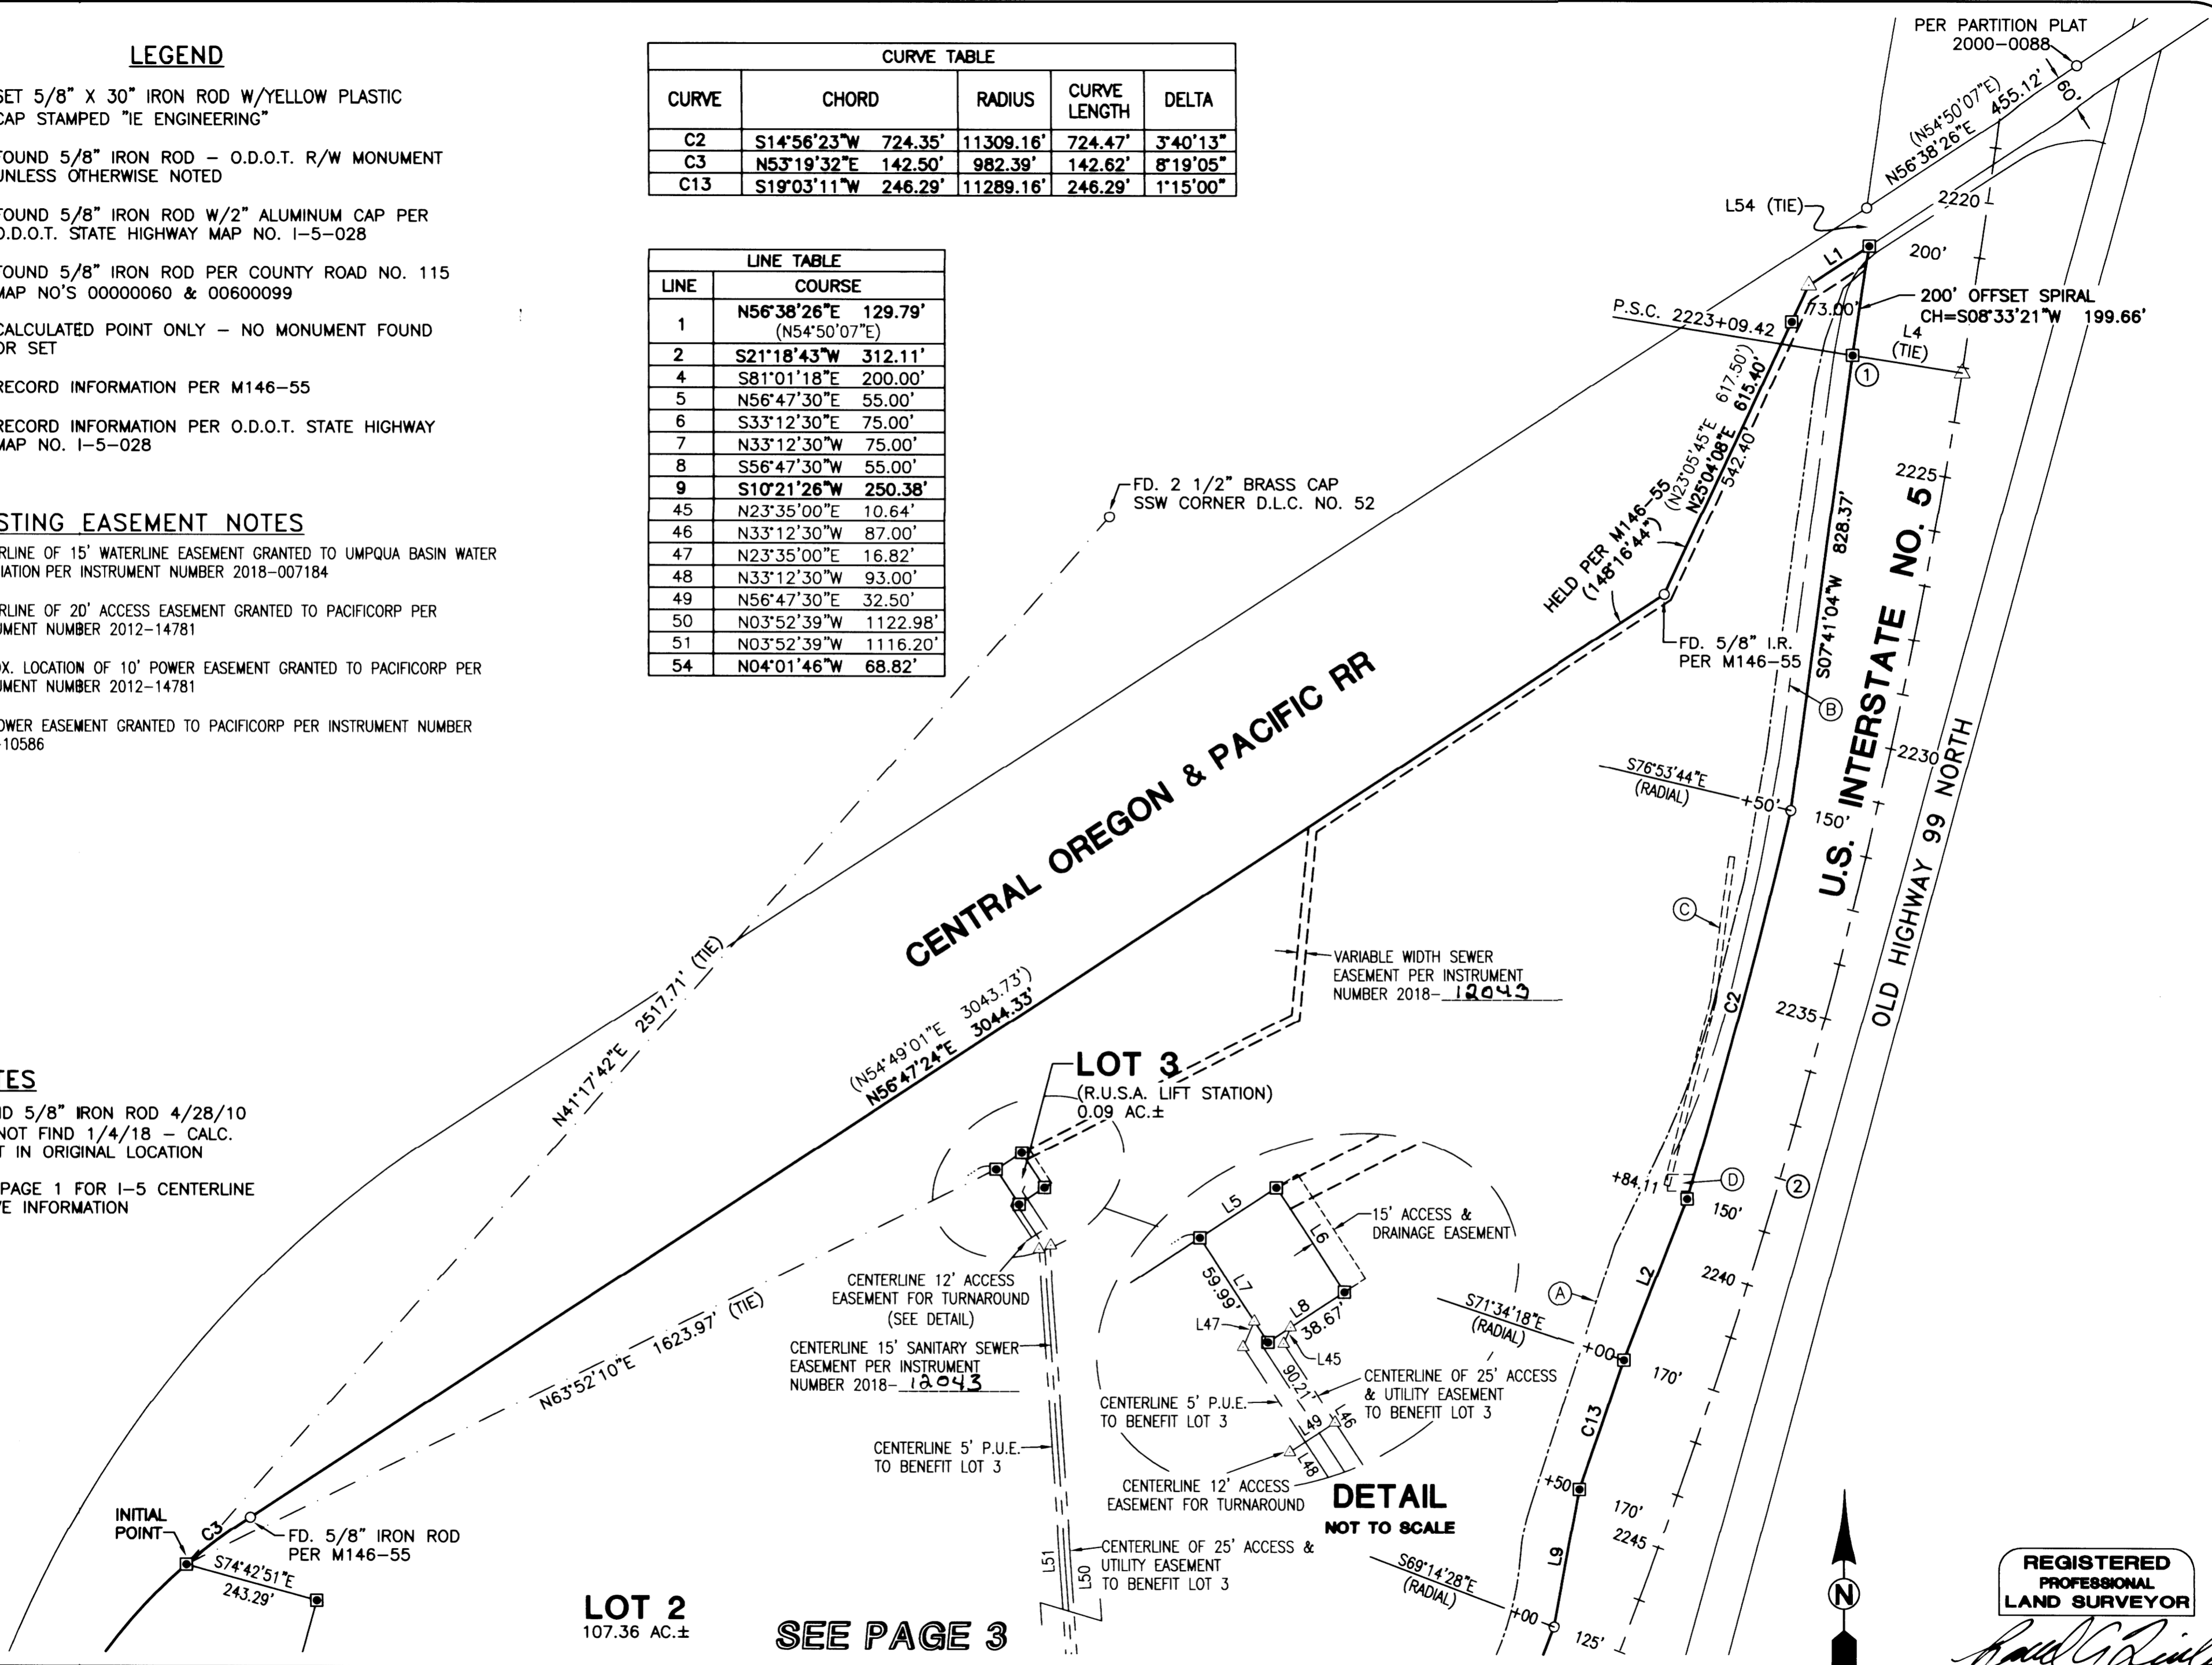 LEGEND
SET 5/8" X 30" IRON ROD W/YELLOW PLASTIC
CAP STAMPED "IE ENGINEERING"
FOUND 5/8" IRON ROD – O.D.O.T. R/W MONUMENT
UNLESS OTHERWISE NOTED
FOUND 5/8" IRON ROD W/2" ALUMINUM CAP PER
O.D.O.T. STATE HIGHWAY MAP NO. I-5-028
FOUND 5/8" IRON ROD PER COUNTY ROAD NO. 115
MAP NO'S 00000060 & 00600099
CALCULATED POINT ONLY – NO MONUMENT FOUND
OR SET
RECORD INFORMATION PER M146-55
RECORD INFORMATION PER O.D.O.T. STATE HIGHWAY
MAP NO. I-5-028
STING EASEMENT NOTES
RLINE OF 15' WATERLINE EASEMENT GRANTED TO UMPQUA BASIN WATER
IATION PER INSTRUMENT NUMBER 2018-007184
RLINE OF 20' ACCESS EASEMENT GRANTED TO PACIFICORP PER
UMENT NUMBER 2012-14781
OX. LOCATION OF 10' POWER EASEMENT GRANTED TO PACIFICORP PER
UMENT NUMBER 2012-14781
OWER EASEMENT GRANTED TO PACIFICORP PER INSTRUMENT NUMBER
-10586
TES
ID 5/8" IRON ROD 4/28/10
NOT FIND 1/4/18 – CALC.
T IN ORIGINAL LOCATION
PAGE 1 FOR I-5 CENTERLINE
VE INFORMATION
CURVE TABLE
CURVE CHORD RADIUS CURVE LENGTH DELTA
C2 S14°56'23"W 724.35' 11309.16' 724.47' 3°40'13"
C3 N53°19'32"E 142.50' 982.39' 142.62' 8°19'05"
C13 S19°03'11"W 246.29' 11289.16' 246.29' 1°15'00"
LINE TABLE
LINE COURSE
1 N56°38'26"E 129.79'
(N54°50'07"E)
2 S21°18'43"W 312.11'
4 S81°01'18"E 200.00'
5 N56°47'30"E 55.00'
6 S33°12'30"E 75.00'
7 N33°12'30"W 75.00'
8 S56°47'30"W 55.00'
9 S10°21'26"W 250.38'
45 N23°35'00"E 10.64'
46 N33°12'30"W 87.00'
47 N23°35'00"E 16.82'
48 N33°12'30"W 93.00'
49 N56°47'30"E 32.50'
50 N03°52'39"W 1122.98'
51 N03°52'39"W 1116.20'
54 N04°01'46"W 68.82'
PER PARTITION PLAT
2000-0088
(N54°50'07"E)
N56°38'26"E 455.12'
60'
L54 (TIE)
2220
L1
200'
73.00'
200' OFFSET SPIRAL
CH=S08°33'21"W 199.66'
P.S.C. 2223+09.42
L4
(TIE)
1
(N23°05'45"E 617.50')
N25°04'08"E 615.40'
542.40'
HELD PER M146-55
(148°16'44")
FD. 5/8" I.R.
PER M146-55
S07°41'04"W 828.37'
2225
U.S. INTERSTATE NO. 5
B
2230
OLD HIGHWAY 99 NORTH
S76°53'44"E
(RADIAL)
+50'
150'
FD. 2 1/2" BRASS CAP
SSW CORNER D.L.C. NO. 52
CENTRAL OREGON & PACIFIC RR
C
C2
2235
VARIABLE WIDTH SEWER
EASEMENT PER INSTRUMENT
NUMBER 2018-12043
N41°17'42"E 2517.71' (TIE)
(N54°49'01"E 3043.73')
N56°47'24"E 3044.33'
LOT 3
(R.U.S.A. LIFT STATION)
0.09 AC.±
+84.11
D
150'
2
L5
L6
L7
59.99'
L8
38.67'
L47
L45
90.21'
L46
L49
L48
15' ACCESS &
DRAINAGE EASEMENT
A
L2
2240
S71°34'18"E
(RADIAL)
+00
170'
CENTERLINE 12' ACCESS
EASEMENT FOR TURNAROUND
(SEE DETAIL)
CENTERLINE 15' SANITARY SEWER
EASEMENT PER INSTRUMENT
NUMBER 2018-12043
CENTERLINE 5' P.U.E.
TO BENEFIT LOT 3
CENTERLINE OF 25' ACCESS
& UTILITY EASEMENT
TO BENEFIT LOT 3
CENTERLINE 5' P.U.E.
TO BENEFIT LOT 3
CENTERLINE 12' ACCESS
EASEMENT FOR TURNAROUND
DETAIL
NOT TO SCALE
N63°52'10"E 1623.97' (TIE)
C13
+50
170'
2245
INITIAL
POINT
C3
FD. 5/8" IRON ROD
PER M146-55
S74°42'51"E
243.29'
L51
L50
CENTERLINE OF 25' ACCESS &
UTILITY EASEMENT
TO BENEFIT LOT 3
L9
S69°14'28"E
(RADIAL)
+00
125'
LOT 2
107.36 AC.±
SEE PAGE 3
N
REGISTERED
PROFESSIONAL
LAND SURVEYOR